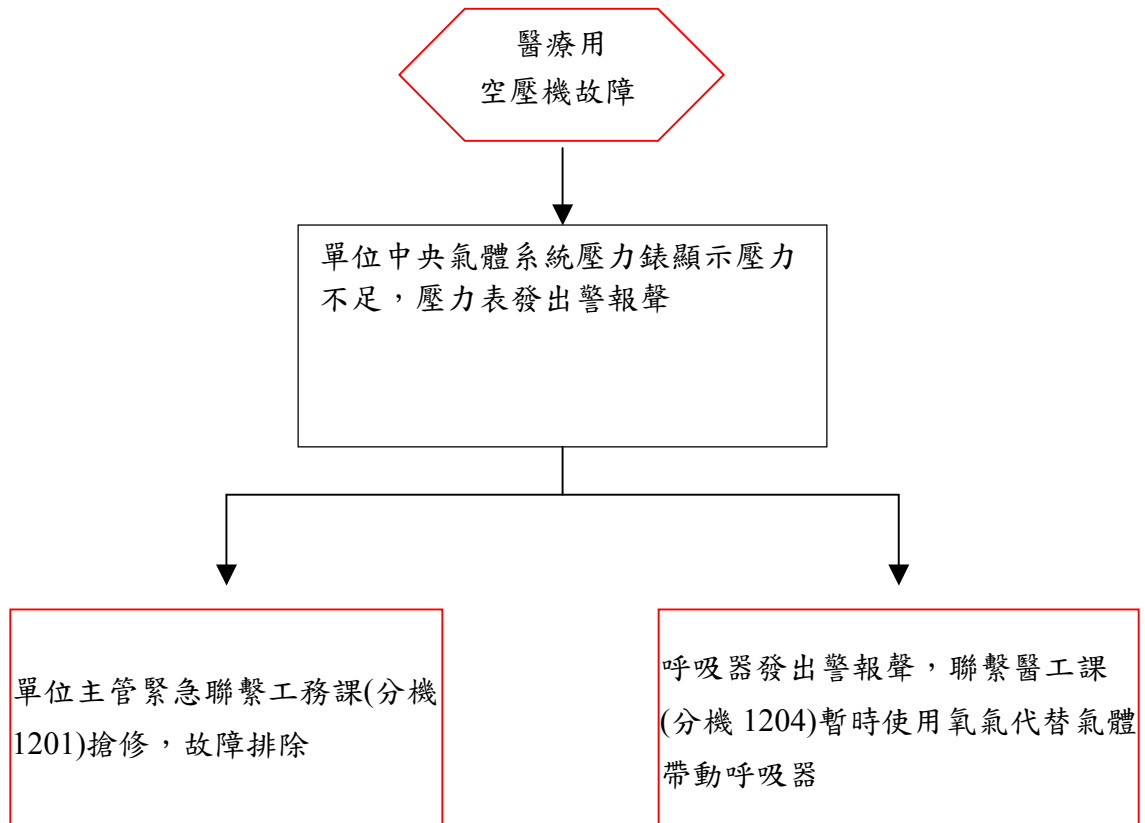 醫療用
空壓機故障
單位中央氣體系統壓力錶顯示壓力
不足，壓力表發出警報聲
單位主管緊急聯繫工務課(分機
1201)搶修，故障排除
呼吸器發出警報聲，聯繫醫工課
(分機 1204)暫時使用氧氣代替氣體
帶動呼吸器